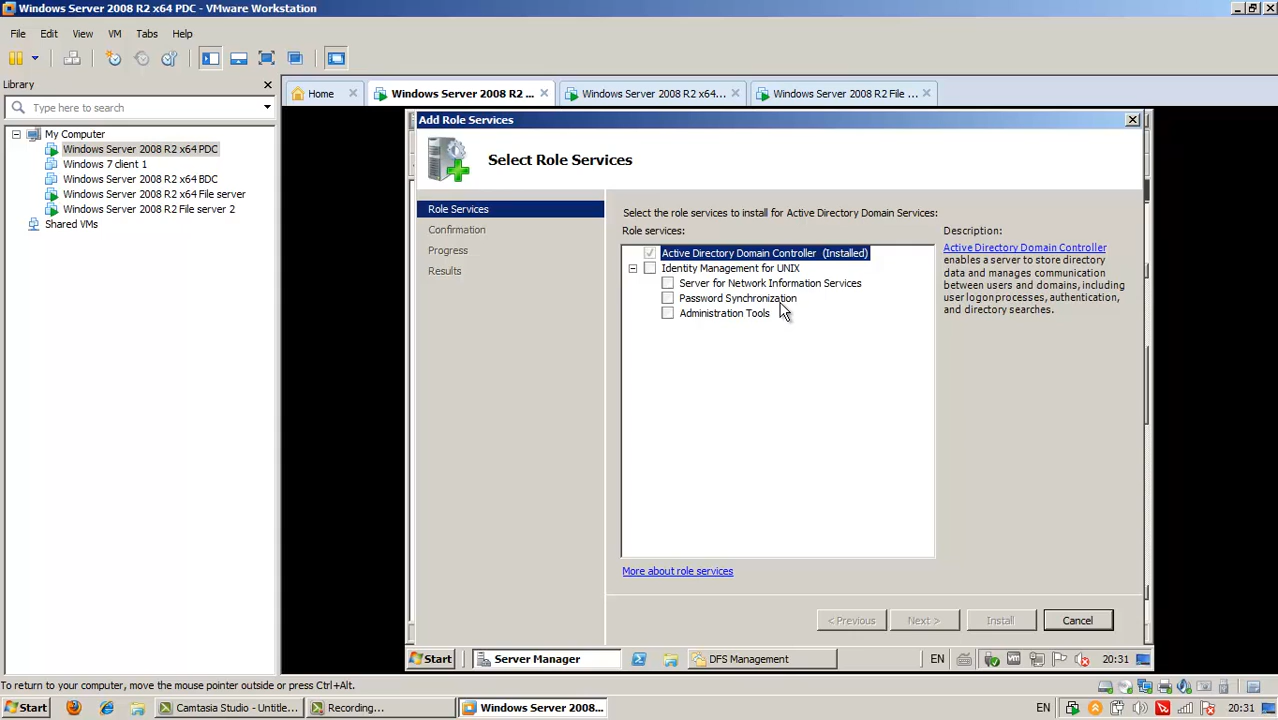 Windows Server 2008 R2 x64 PDC - VMware Workstation
File Edit View VM Tabs Help
Library
Type here to search
My Computer
Windows Server 2008 R2 x64 PDC
Windows 7 client 1
Windows Server 2008 R2 x64 BDC
Windows Server 2008 R2 x64 File server
Windows Server 2008 R2 File server 2
Shared VMs
Home
Windows Server 2008 R2 ...
Windows Server 2008 R2 x64...
Windows Server 2008 R2 File ...
Add Role Services
Select Role Services
Role Services
Confirmation
Progress
Results
Select the role services to install for Active Directory Domain Services:
Role services:
Active Directory Domain Controller (Installed)
Identity Management for UNIX
Server for Network Information Services
Password Synchronization
Administration Tools
More about role services
Description:
Active Directory Domain Controller
enables a server to store directory
data and manages communication
between users and domains, including
user logon processes, authentication,
and directory searches.
< Previous
Next >
Install
Cancel
Start
Server Manager
DFS Management
EN
20:31
To return to your computer, move the mouse pointer outside or press Ctrl+Alt.
Start
Camtasia Studio - Untitle...
Recording...
Windows Server 2008...
EN
20:31